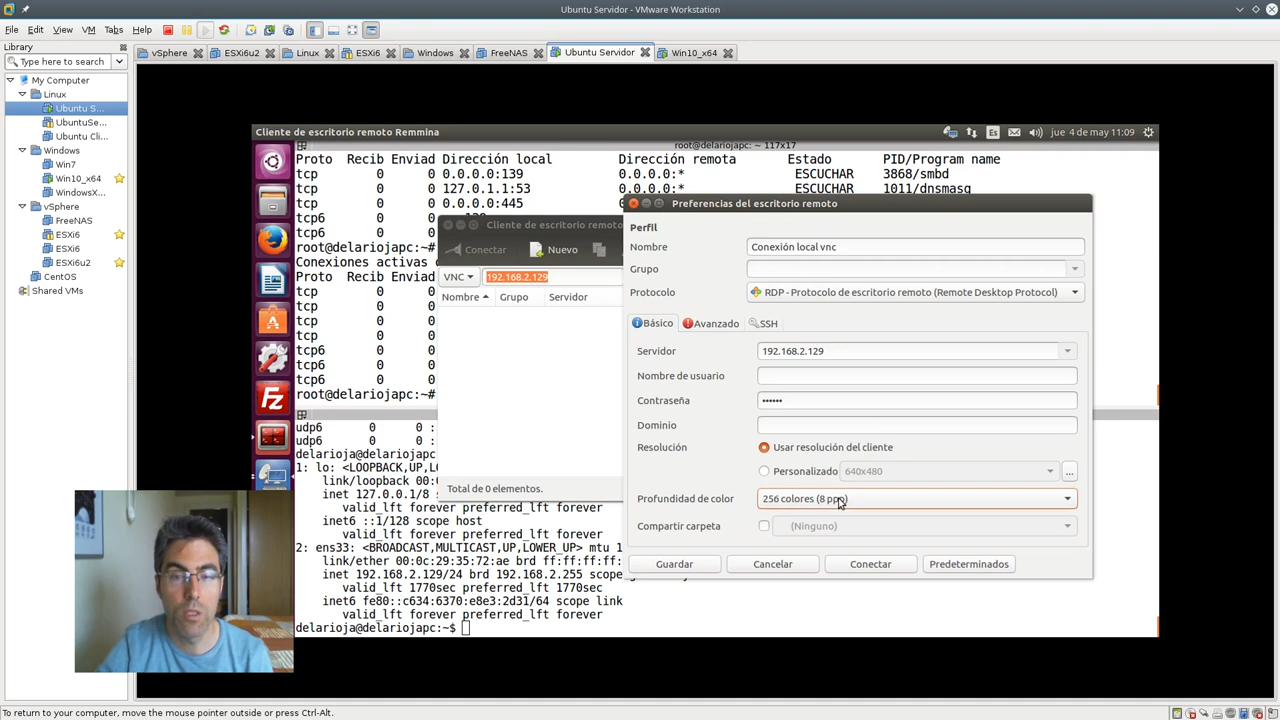 Ubuntu Servidor - VMware Workstation
File Edit View VM Tabs Help
Library
Type here to search
My Computer
Linux
Ubuntu S...
UbuntuSe...
Ubuntu Cli...
Windows
Win7
Win10_x64
WindowsX...
vSphere
FreeNAS
ESXi6
ESXi6
ESXi6u2
CentOS
Shared VMs
vSphere ESXi6u2 Linux ESXi6 Windows FreeNAS Ubuntu Servidor Win10_x64
Cliente de escritorio remoto Remmina Es jue 4 de may 11:09
root@delariojapc: ~ 117x17
Proto Recib Enviad Dirección local Dirección remota Estado PID/Program name
tcp 0 0 0.0.0.0:139 0.0.0.0:* ESCUCHAR 3868/smbd
tcp 0 0 127.0.1.1:53 0.0.0.0:* ESCUCHAR 1011/dnsmasq
tcp 0 0 0.0.0.0:445
tcp6 0 0
tcp6 0 0
root@delariojapc:~#
Conexiones activas
Proto Recib Enviad
tcp 0 0
tcp 0 0
tcp 0 0
tcp 0 0
tcp6 0 0
tcp6 0 0
tcp6 0 0
root@delariojapc:~#
udp6 0 0
udp6 0 0
delarioja@delariojapc:
1: lo: <LOOPBACK,UP,LO
link/loopback 00:0
inet 127.0.0.1/8 s
valid_lft forever preferred_lft forever
inet6 ::1/128 scope host
valid_lft forever preferred_lft forever
2: ens33: <BROADCAST,MULTICAST,UP,LOWER_UP> mtu 1
link/ether 00:0c:29:35:72:ae brd ff:ff:ff:ff:
inet 192.168.2.129/24 brd 192.168.2.255 scope
valid_lft 1770sec preferred_lft 1770sec
inet6 fe80::c634:6370:e8e3:2d31/64 scope link
valid_lft forever preferred_lft forever
delarioja@delariojapc:~$
Cliente de escritorio remoto
Conectar Nuevo
VNC 192.168.2.129
Nombre Grupo Servidor
Total de 0 elementos.
Preferencias del escritorio remoto
Perfil
Nombre Conexión local vnc
Grupo
Protocolo RDP - Protocolo de escritorio remoto (Remote Desktop Protocol)
Básico Avanzado SSH
Servidor 192.168.2.129
Nombre de usuario
Contraseña ••••••
Dominio
Resolución Usar resolución del cliente
Personalizado 640x480 ...
Profundidad de color 256 colores (8 ppp)
Compartir carpeta (Ninguno)
Guardar Cancelar Conectar Predeterminados
To return to your computer, move the mouse pointer outside or press Ctrl-Alt.